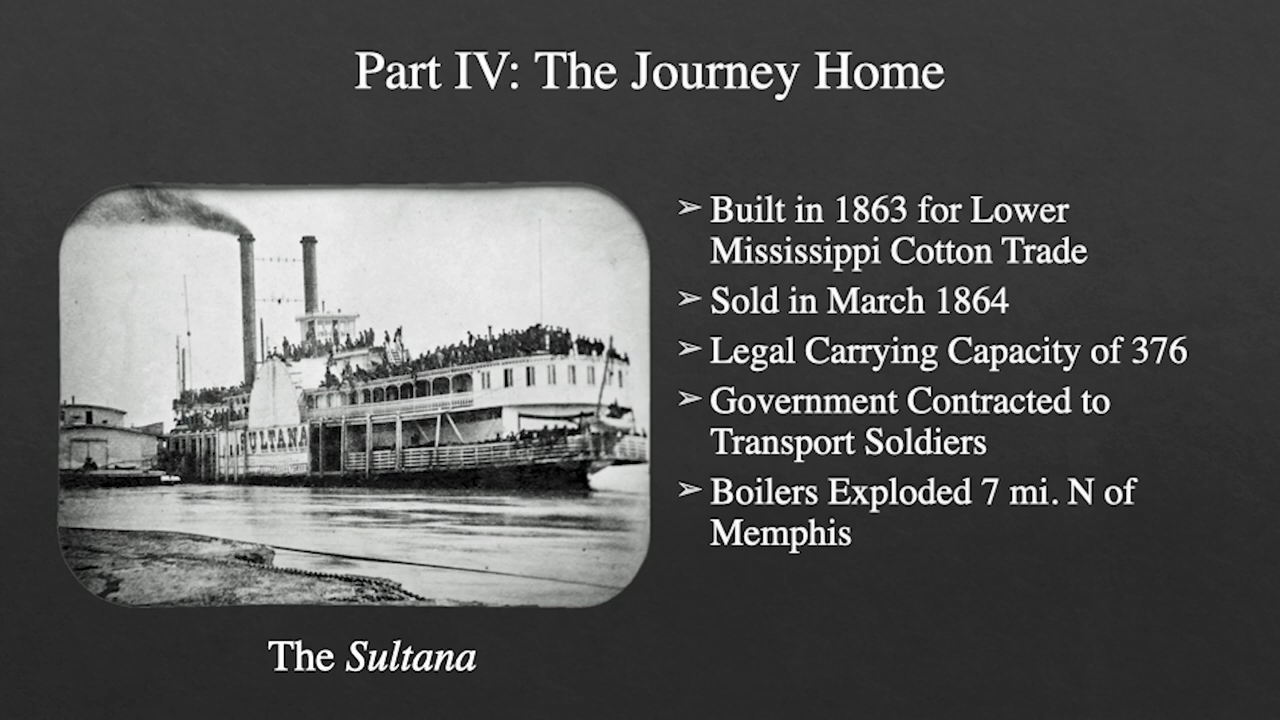 Part IV: The Journey Home
➢ Built in 1863 for Lower
Mississippi Cotton Trade
➢ Sold in March 1864
➢ Legal Carrying Capacity of 376
➢ Government Contracted to
Transport Soldiers
➢ Boilers Exploded 7 mi. N of
Memphis
SULTANA
The Sultana